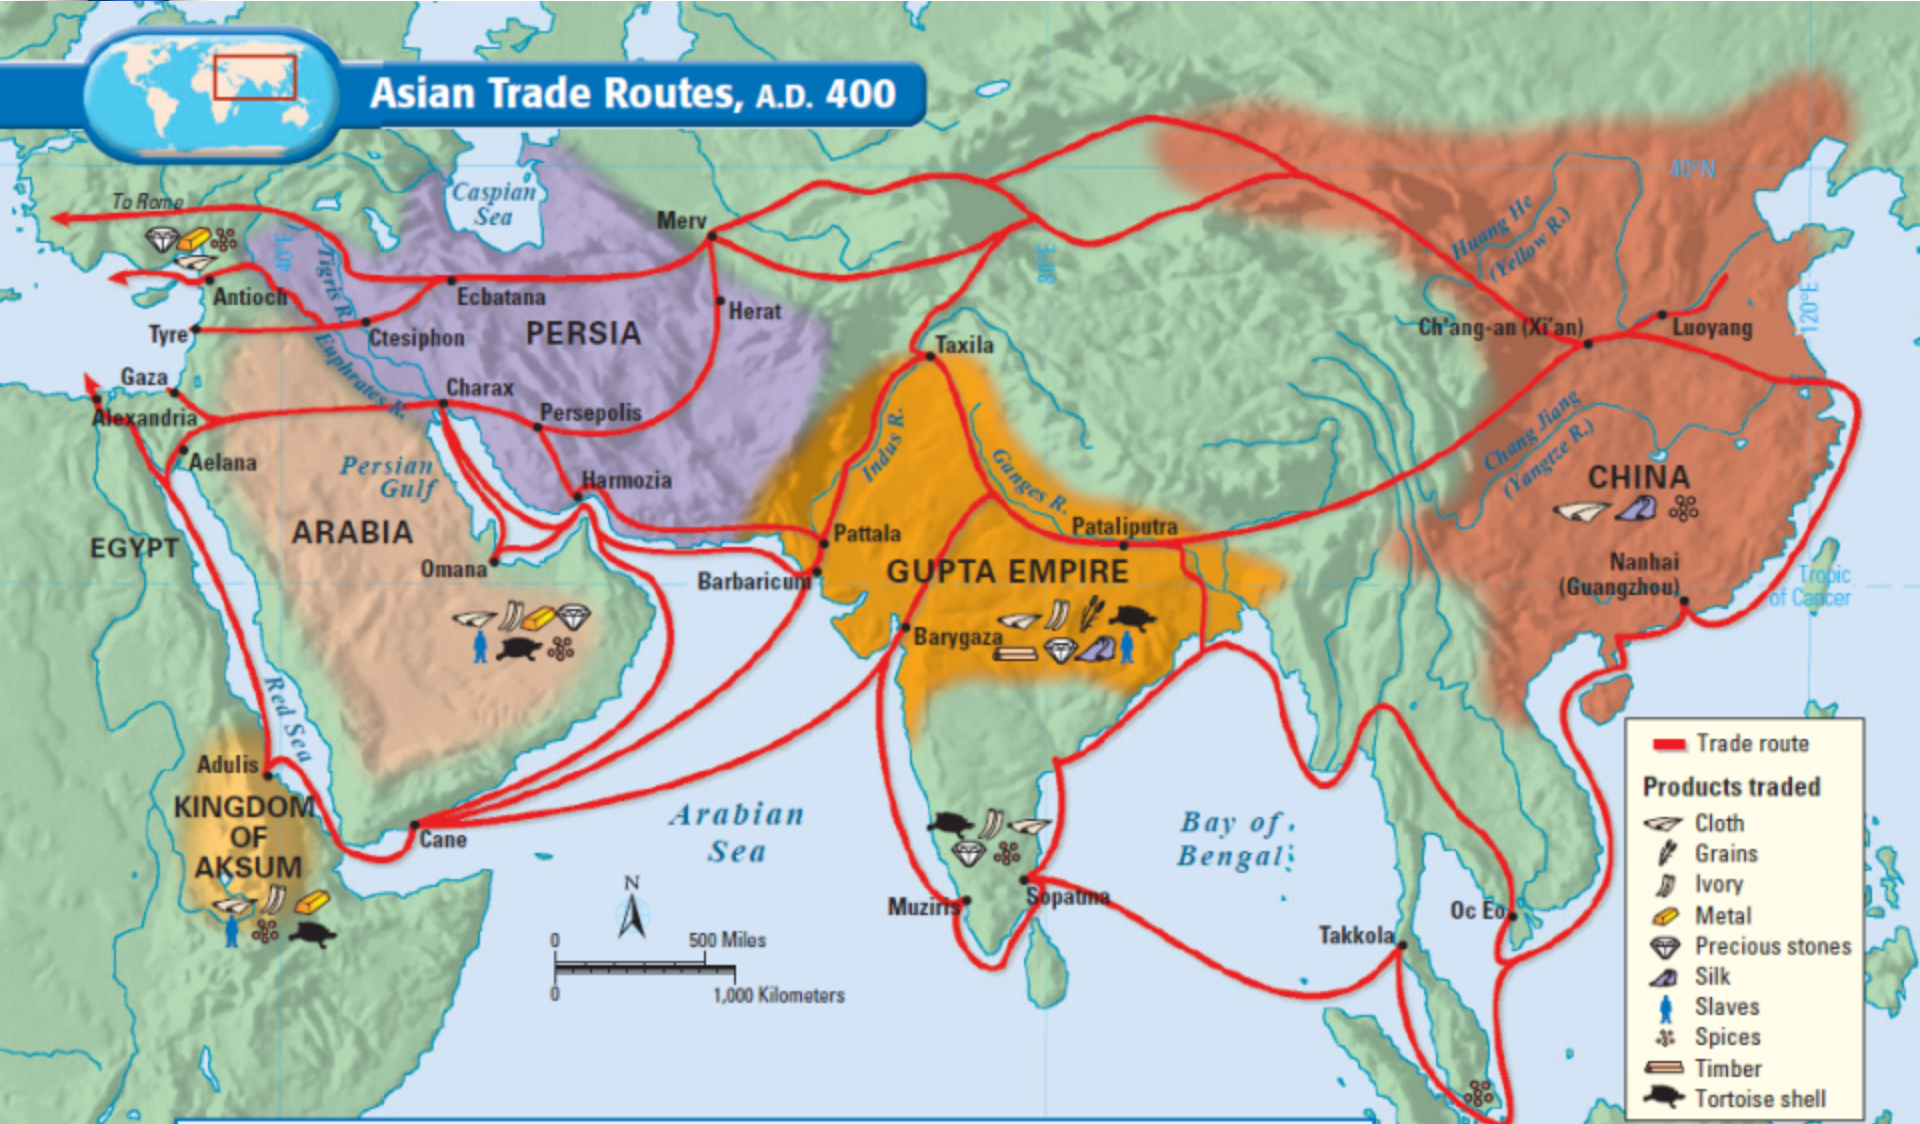 Asian Trade Routes, A.D. 400
To Rome
Caspian
Sea
40°N
40°E
80°E
120°E
Tigris R.
Euphrates R.
Merv
Antioch
Ecbatana
Herat
Tyre
Ctesiphon
PERSIA
Gaza
Charax
Alexandria
Persepolis
Aelana
Persian
Gulf
Harmozia
EGYPT
ARABIA
Omana
Red Sea
Adulis
KINGDOM
OF
AKSUM
Cane
Taxila
Indus R.
Ganges R.
Pattala
Pataliputra
Barbaricum
GUPTA EMPIRE
Barygaza
Arabian
Sea
Muziris
Sopatma
Bay of
Bengal
Huang He
(Yellow R.)
Ch'ang-an (Xi'an)
Luoyang
Chang Jiang
(Yangtze R.)
CHINA
Nanhai
(Guangzhou)
Tropic
of Cancer
Oc Eo
Takkola
N
0 500 Miles
0 1,000 Kilometers
Trade route
Products traded
Cloth
Grains
Ivory
Metal
Precious stones
Silk
Slaves
Spices
Timber
Tortoise shell